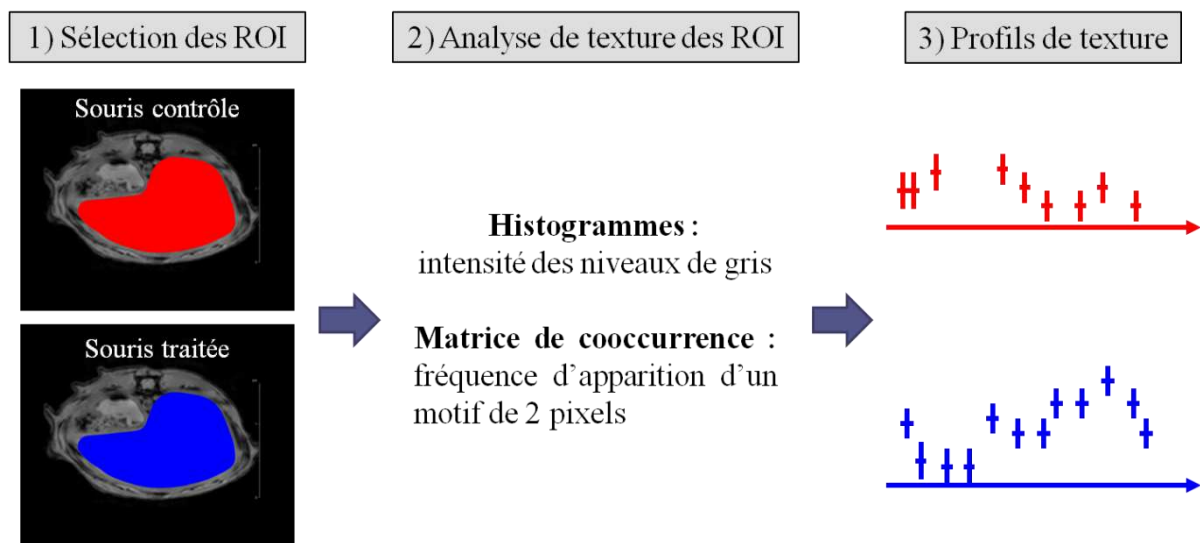 1) Sélection des ROI
2) Analyse de texture des ROI
3) Profils de texture
Souris contrôle
Souris traitée
Histogrammes :
intensité des niveaux de gris
Matrice de cooccurrence :
fréquence d'apparition d'un
motif de 2 pixels